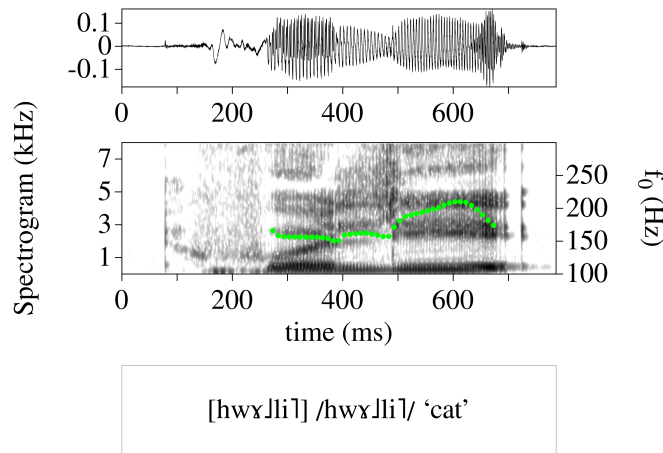 0.1
0
-0.1
0 200 400 600
Spectrogram (kHz)
7
5
3
1
250
200
150
100
f0 (Hz)
0 200 400 600
time (ms)
[hwɤ˩li˥] /hwɤ˩li˥/ ‘cat’